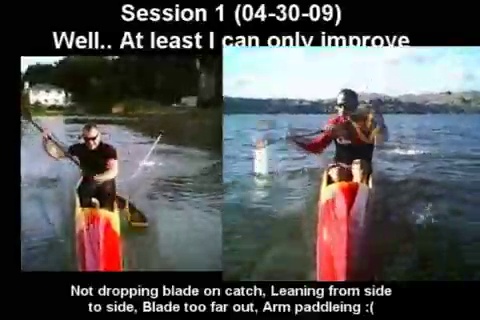 Session 1 (04-30-09)
Well.. At least I can only improve
Not dropping blade on catch, Leaning from side
to side, Blade too far out, Arm paddleing :(